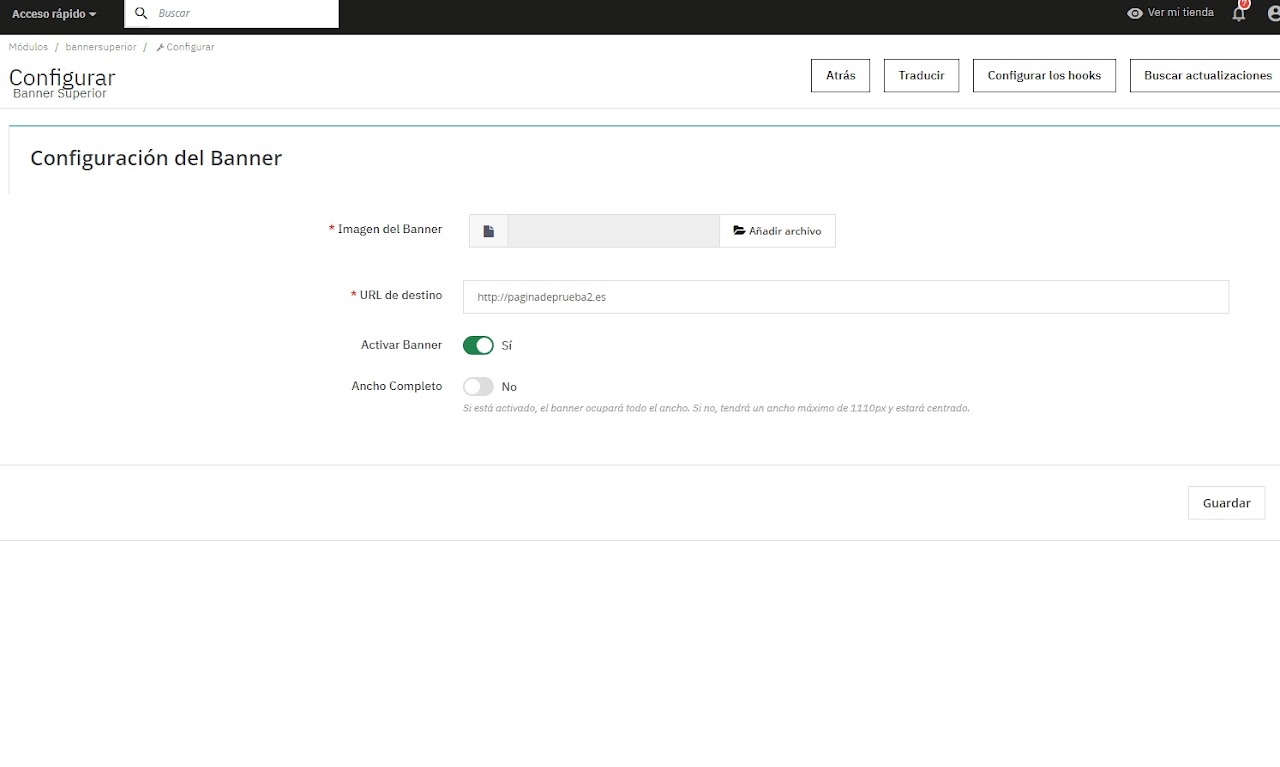 Acceso rápido Buscar Ver mi tienda 7
Módulos / bannersuperior / Configurar
Configurar
Banner Superior
Atrás Traducir Configurar los hooks Buscar actualizaciones
Configuración del Banner
* Imagen del Banner Añadir archivo
* URL de destino http://paginadeprueba2.es
Activar Banner Sí
Ancho Completo No
Si está activado, el banner ocupará todo el ancho. Si no, tendrá un ancho máximo de 1110px y estará centrado.
Guardar